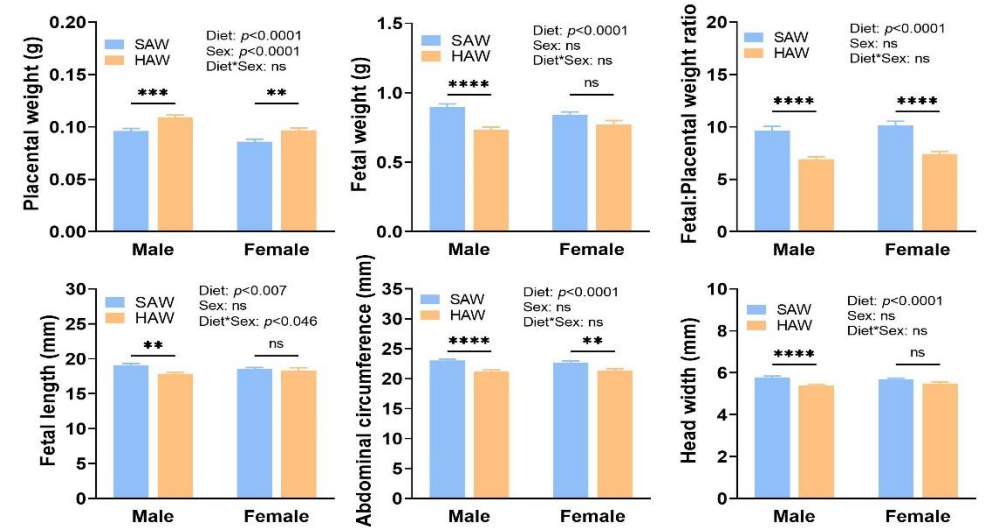 Placental weight (g)
0.20
0.15
0.10
0.05
0.00
SAW
HAW
Diet: p<0.0001
Sex: p<0.0001
Diet*Sex: ns
***
**
Male Female
Fetal weight (g)
1.5
1.0
0.5
0.0
SAW
HAW
Diet: p<0.0001
Sex: ns
Diet*Sex: ns
****
ns
Male Female
Fetal:Placental weight ratio
20
15
10
5
0
SAW
HAW
Diet: p<0.0001
Sex: ns
Diet*Sex: ns
****
****
Male Female
Fetal length (mm)
30
25
20
15
10
5
0
SAW
HAW
Diet: p<0.007
Sex: ns
Diet*Sex: p<0.046
**
ns
Male Female
Abdominal circumference (mm)
35
30
25
20
15
10
5
0
SAW
HAW
Diet: p<0.0001
Sex: ns
Diet*Sex: ns
****
**
Male Female
Head width (mm)
10
8
6
4
2
0
SAW
HAW
Diet: p<0.0001
Sex: ns
Diet*Sex: ns
****
ns
Male Female